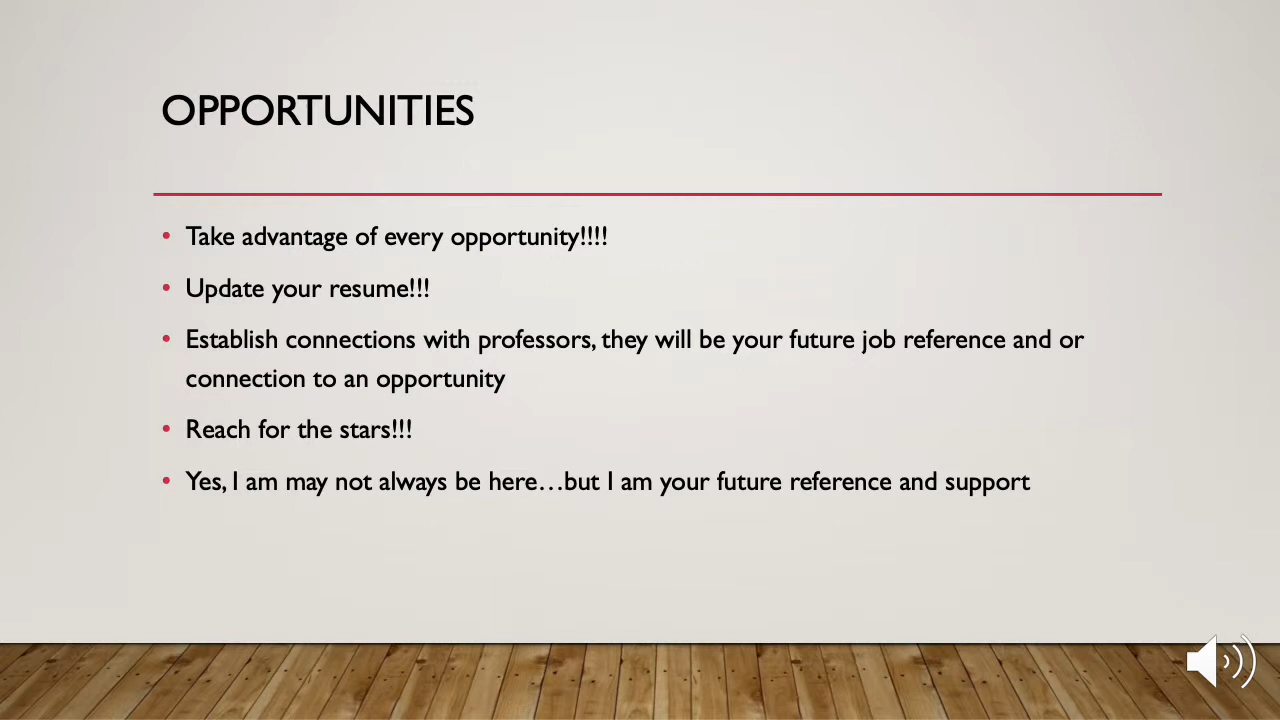 OPPORTUNITIES
• Take advantage of every opportunity!!!!
• Update your resume!!!
• Establish connections with professors, they will be your future job reference and or
connection to an opportunity
• Reach for the stars!!!
• Yes, I am may not always be here…but I am your future reference and support